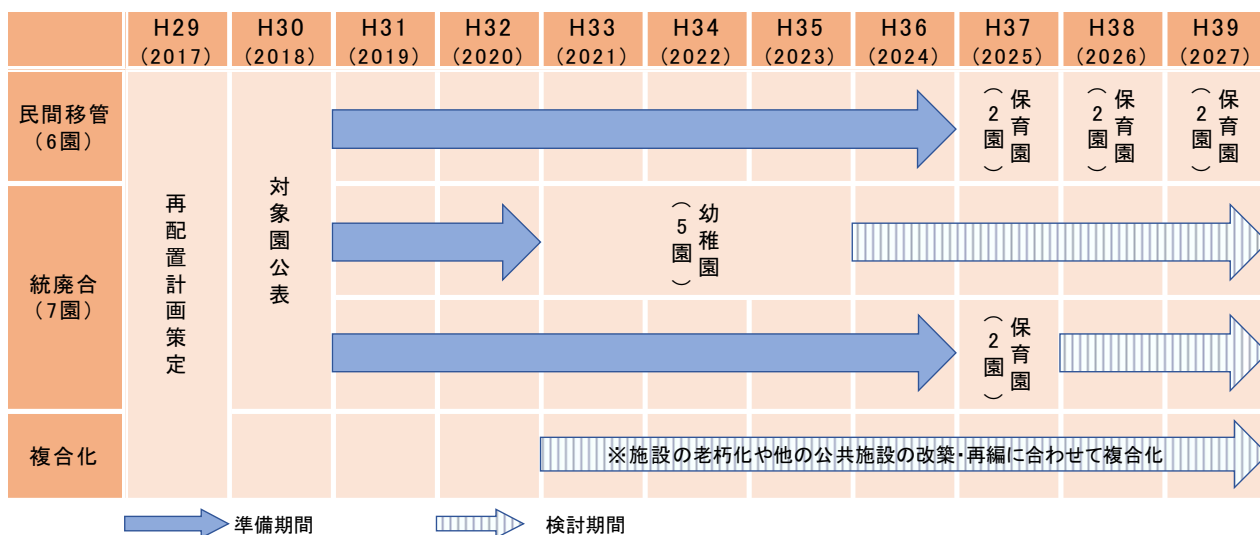 H29
(2017)
H30
(2018)
H31
(2019)
H32
(2020)
H33
(2021)
H34
(2022)
H35
(2023)
H36
(2024)
H37
(2025)
H38
(2026)
H39
(2027)
民間移管
(6園)
保育園
(2園)
保育園
(2園)
保育園
(2園)
再配置計画策定
対象園公表
統廃合
(7園)
幼稚園
(5園)
保育園
(2園)
複合化
※施設の老朽化や他の公共施設の改築・再編に合わせて複合化
準備期間
検討期間